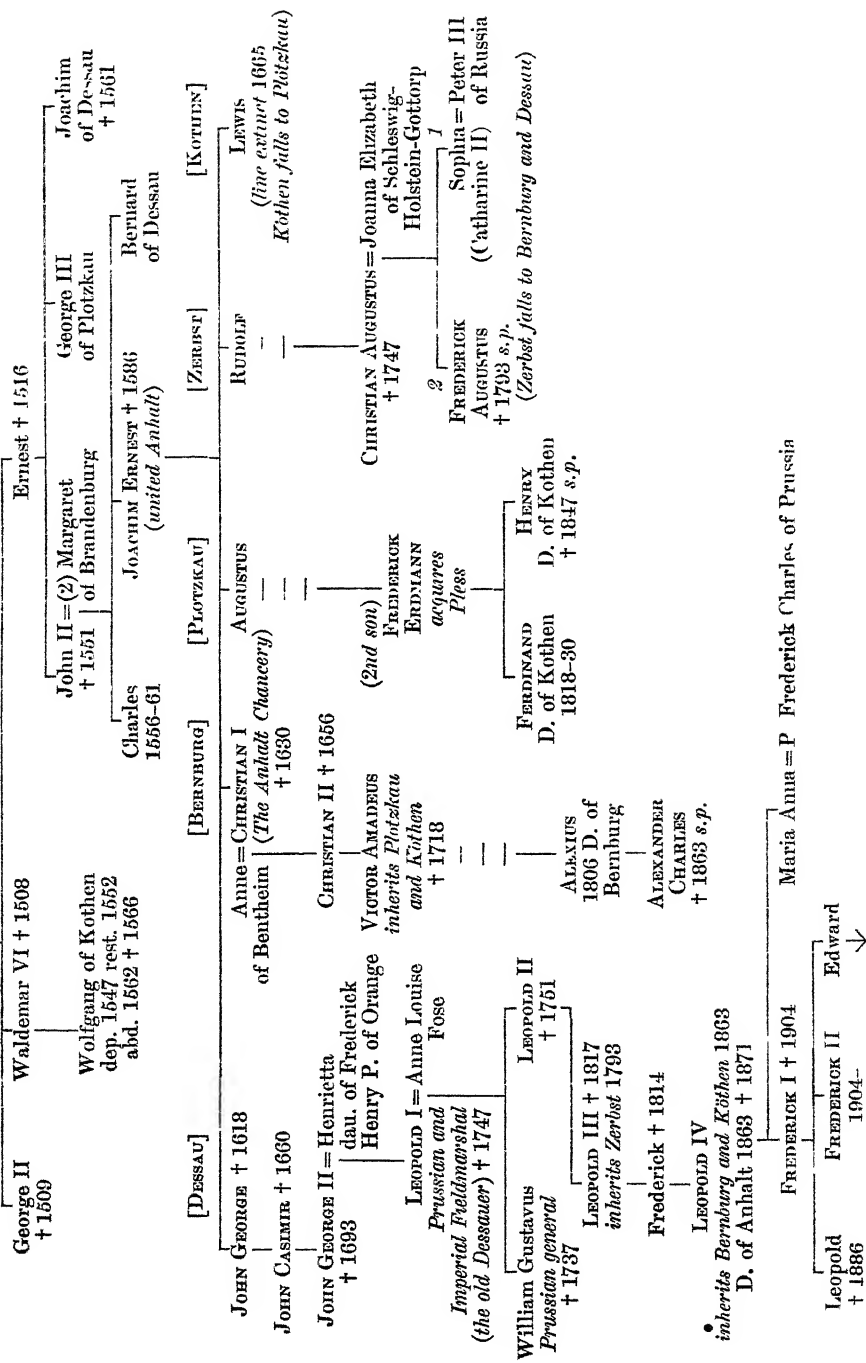 George II
† 1509
Waldemar VI † 1508
Ernest † 1516
Wolfgang of Kothen
dep. 1547 rest. 1552
abd. 1562 † 1566
John II = (2) Margaret
† 1551 of Brandenburg
George III
of Plotzkau
Joachim
of Dessau
† 1561
Charles
1556–61
JOACHIM ERNEST † 1586
(united Anhalt)
Bernard
of Dessau
[DESSAU]
[BERNBURG]
[PLOTZKAU]
[ZERBST]
[KOTHEN]
JOHN GEORGE † 1618
Anne = CHRISTIAN I
of Bentheim (The Anhalt Chancery)
† 1630
AUGUSTUS
RUDOLF
LEWIS
(line extinct 1665
Kothen falls to Plotzkau)
JOHN CASIMIR † 1660
CHRISTIAN II † 1656
JOHN GEORGE II = Henrietta
† 1693 dau. of Frederick
Henry P. of Orange
VICTOR AMADEUS
inherits Plotzkau
and Kothen
† 1718
(2nd son)
FREDERICK
ERDMANN
acquires
Pless
CHRISTIAN AUGUSTUS = Joanna Elizabeth
† 1747 of Schleswig-
Holstein-Gottorp
LEOPOLD I = Anne Louise
Prussian and Fose
Imperial Fieldmarshal
(the old Dessauer) † 1747
2
FREDERICK
AUGUSTUS
† 1793 s.p.
1
Sophia = Peter III
(Catharine II) of Russia
(Zerbst falls to Bernburg and Dessau)
William Gustavus
Prussian general
† 1737
LEOPOLD II
† 1751
ALEXIUS
1806 D. of
Bernburg
FERDINAND
D. of Kothen
1818–30
HENRY
D. of Kothen
† 1847 s.p.
LEOPOLD III † 1817
inherits Zerbst 1793
ALEXANDER
CHARLES
† 1863 s.p.
Frederick † 1814
LEOPOLD IV
inherits Bernburg and Köthen 1863
D. of Anhalt 1863 † 1871
FREDERICK I † 1904
Maria Anna = P Frederick Charles of Prussia
Leopold
† 1886
FREDERICK II
1904–
Edward